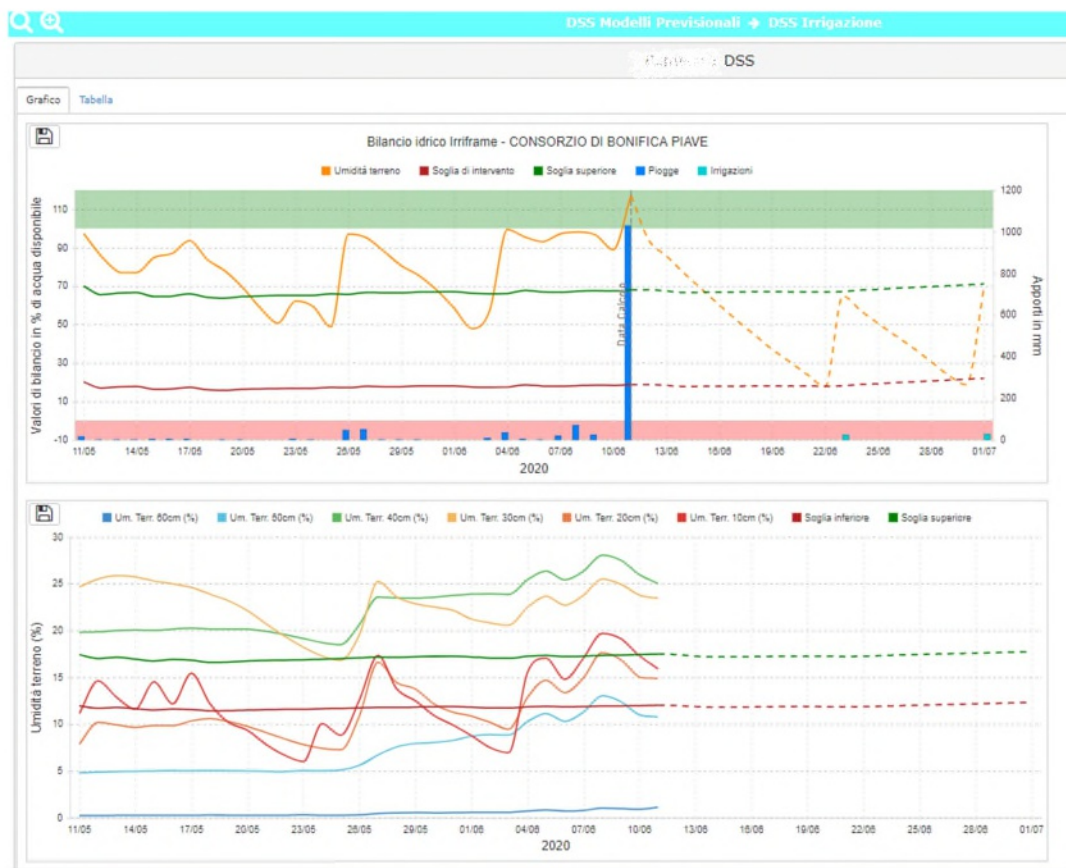 DSS Modelli Previsionali → DSS Irrigazione
DSS
Grafico Tabella
Bilancio idrico Irriframe - CONSORZIO DI BONIFICA PIAVE
Umidità terreno Soglia di intervento Soglia superiore Piogge Irrigazioni
Valori di bilancio in % di acqua disponibile
110
90
70
50
30
10
-10
Data Calcolo
1200
1000
800
600
400
200
0
Apporti in mm
11/05 14/05 17/05 20/05 23/05 26/05 29/05 01/06 04/06 07/06 10/06 13/06 16/06 19/06 22/06 25/06 28/06 01/07
2020
Um. Terr. 60cm (%) Um. Terr. 50cm (%) Um. Terr. 40cm (%) Um. Terr. 30cm (%) Um. Terr. 20cm (%) Um. Terr. 10cm (%) Soglia inferiore Soglia superiore
Umidità terreno (%)
30
25
20
15
10
5
0
11/05 14/05 17/05 20/05 23/05 26/05 29/05 01/06 04/06 07/06 10/06 13/06 16/06 19/06 22/06 25/06 28/06 01/07
2020